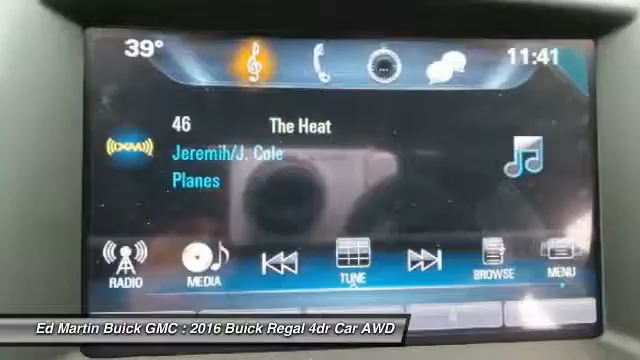 39° 11:41
46 The Heat
((XM))
Jeremih/J. Cole
Planes
RADIO MEDIA TUNE BROWSE MENU
Ed Martin Buick GMC : 2016 Buick Regal 4dr Car AWD